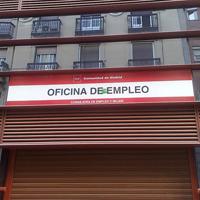 Comunidad de Madrid
OFICINA DE EMPLEO
CONSEJERÍA DE EMPLEO Y MUJER